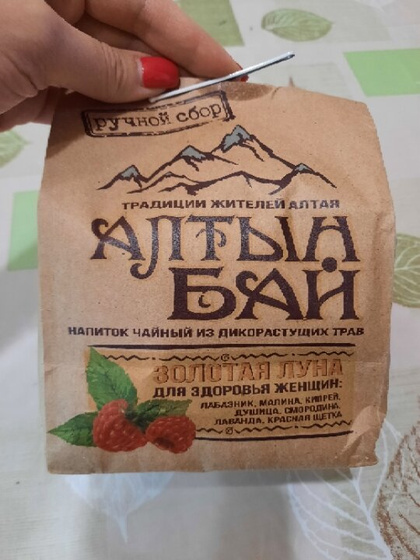 ручной сбор
ТРАДИЦИИ ЖИТЕЛЕЙ АЛТАЯ
АЛТЫН
БАЙ
НАПИТОК ЧАЙНЫЙ ИЗ ДИКОРАСТУЩИХ ТРАВ
ЗОЛОТАЯ ЛУНА
ДЛЯ ЗДОРОВЬЯ ЖЕНЩИН:
ЛАБАЗНИК, МАЛИНА, КИПРЕЙ,
ДУШИЦА, СМОРОДИНА,
ЛАВАНДА, КРАСНАЯ ЩЕТКА